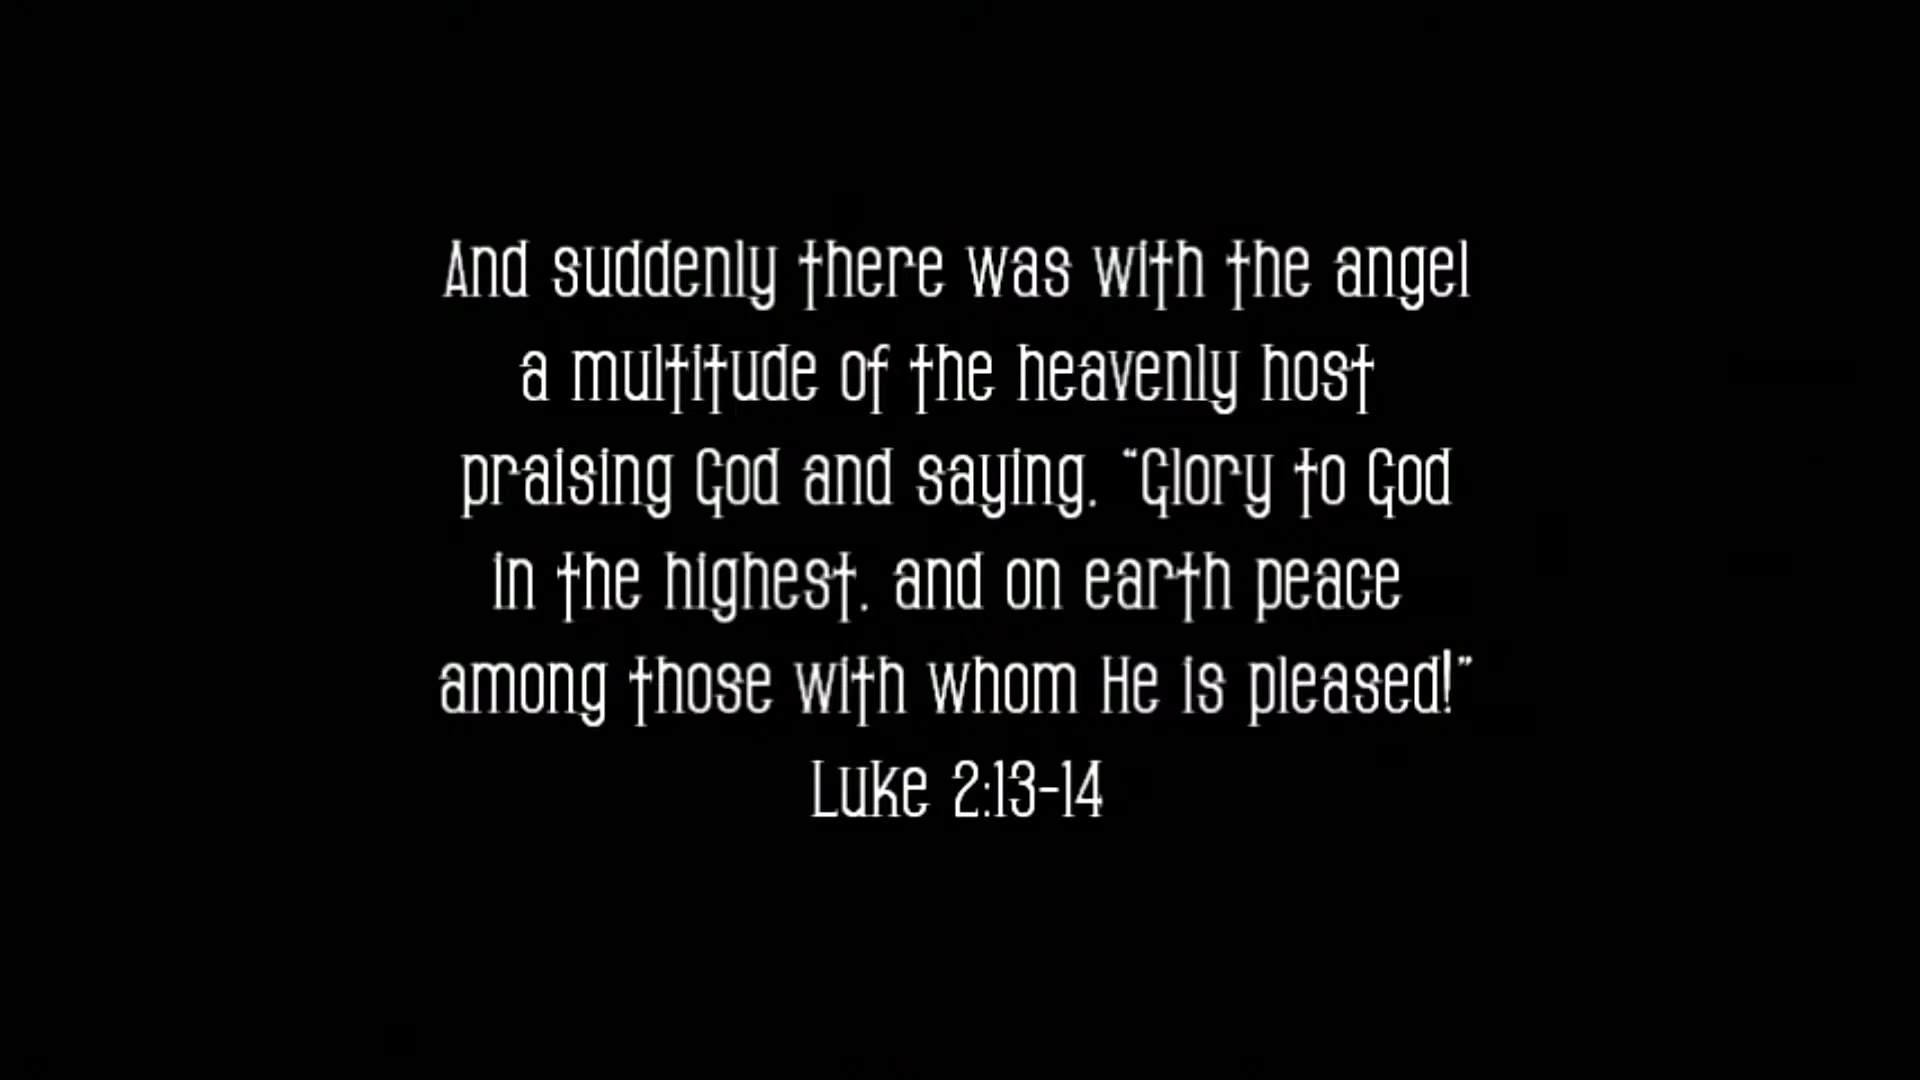 And suddenly there was with the angel
a multitude of the heavenly host
praising God and saying, “Glory to God
in the highest, and on earth peace
among those with whom He is pleased!”
Luke 2:13-14